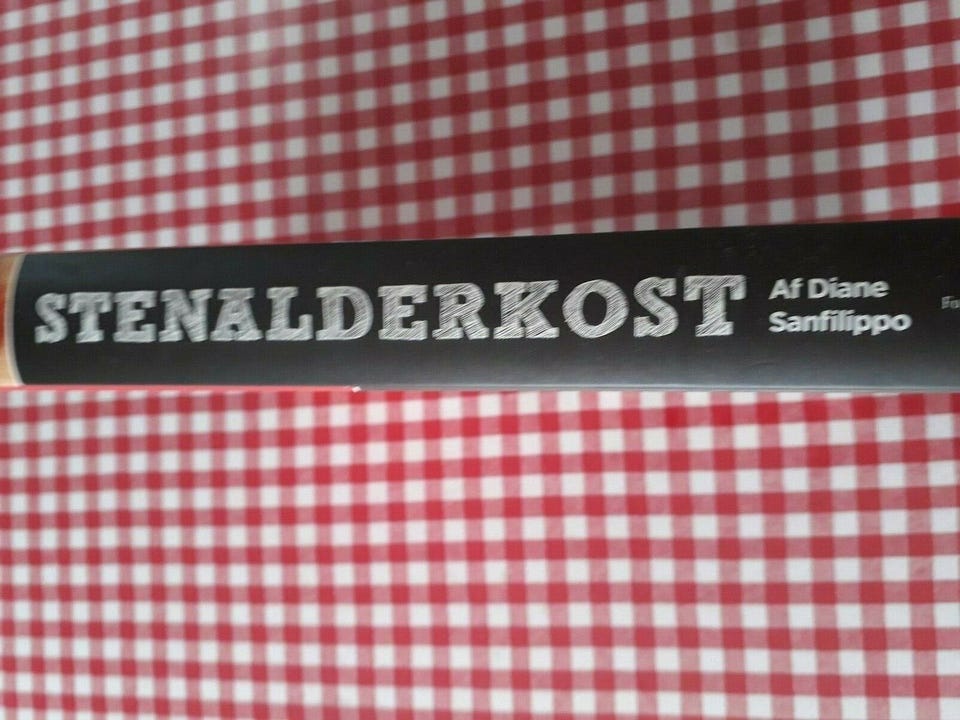 STENALDERKOST
Af Diane
Sanfilippo